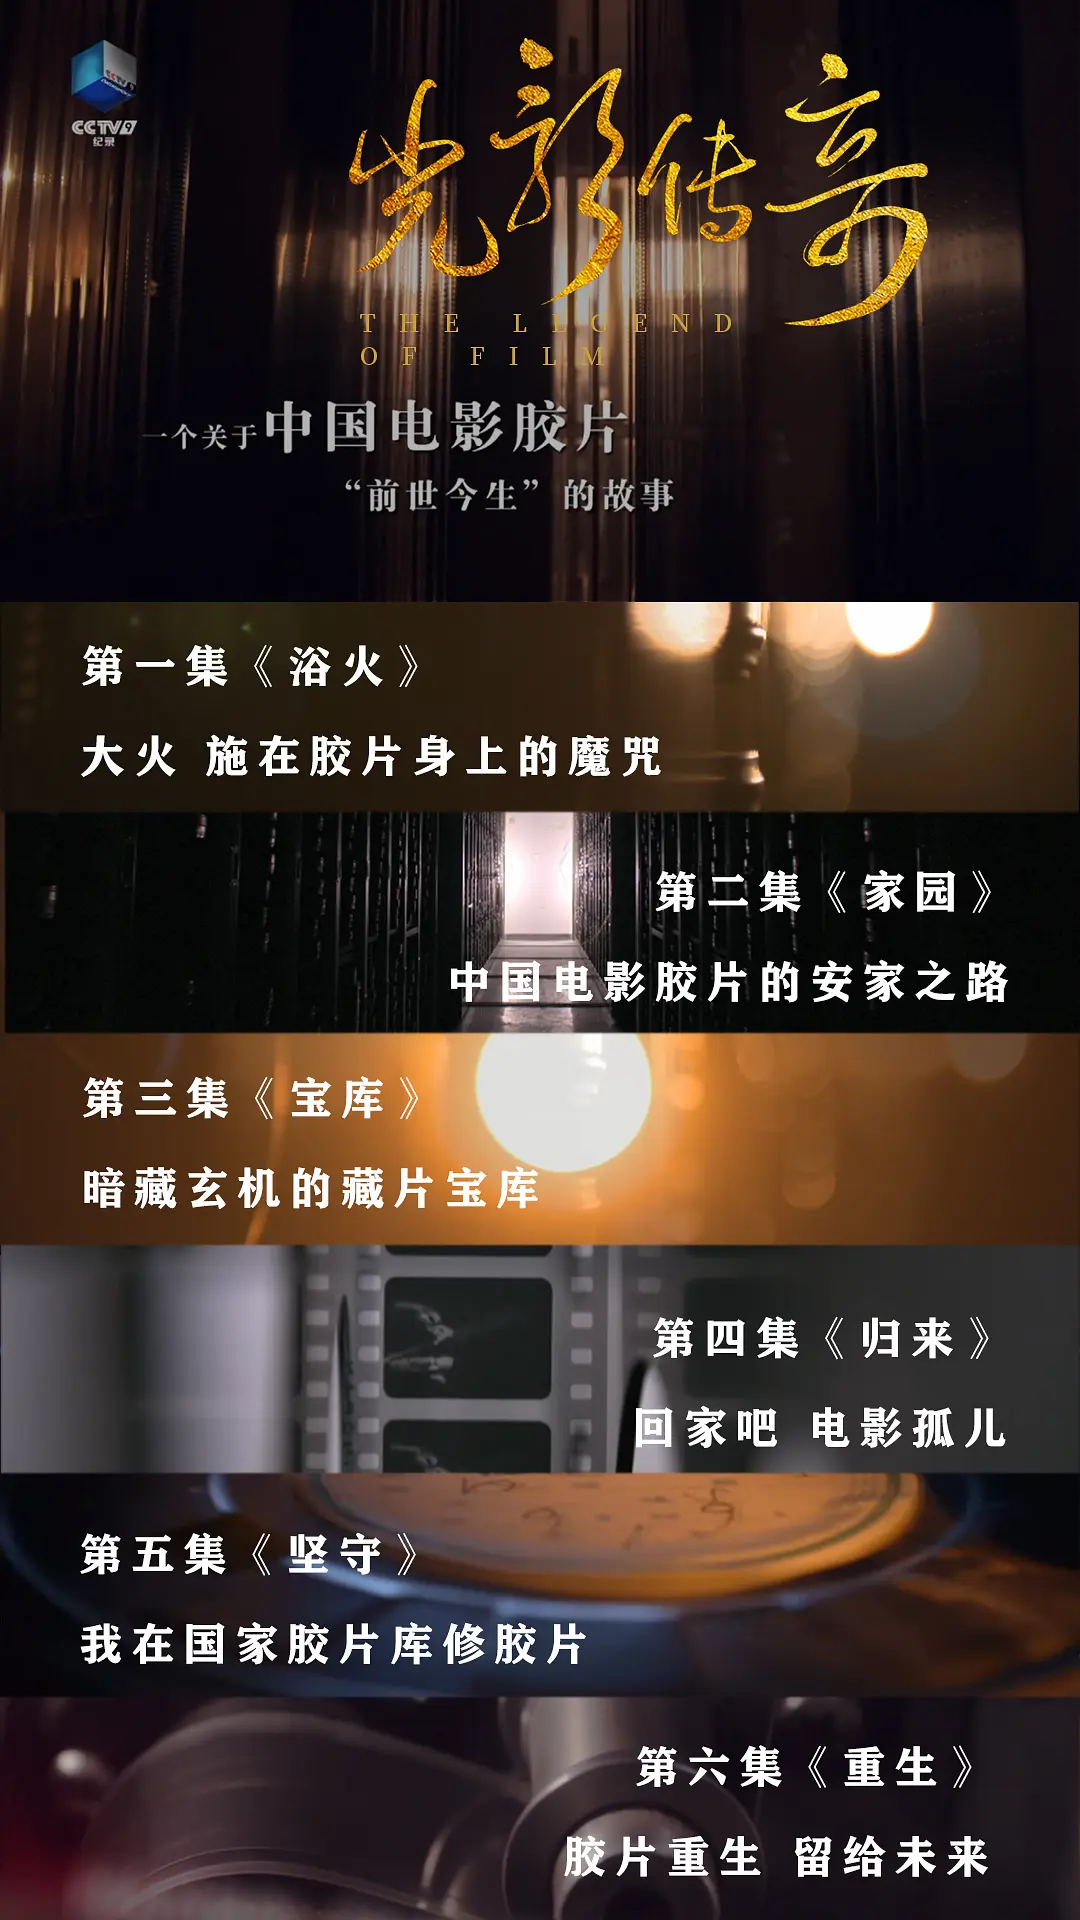 CCTV9
纪录
光影传奇
THE LEGEND
OF FILM
一个关于中国电影胶片
“前世今生”的故事
第一集《浴火》
大火 施在胶片身上的魔咒
第二集《家园》
中国电影胶片的安家之路
第三集《宝库》
暗藏玄机的藏片宝库
第四集《归来》
回家吧 电影孤儿
第五集《坚守》
我在国家胶片库修胶片
第六集《重生》
胶片重生 留给未来